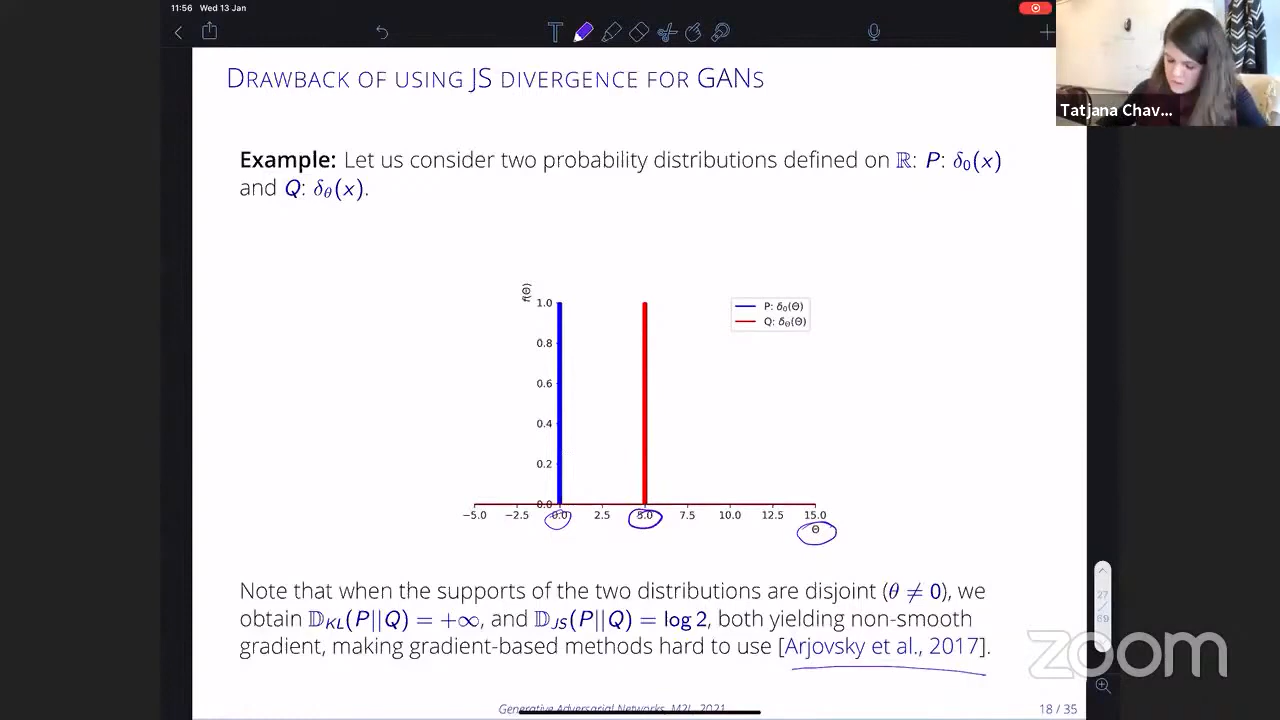 11:56 Wed 13 Jan
Tatjana Chav...
DRAWBACK OF USING JS DIVERGENCE FOR GANS
Example: Let us consider two probability distributions defined on ℝ: P: δ₀(x)
and Q: δ_θ(x).
f(Θ)
1.0
0.8
0.6
0.4
0.2
0.0
P: δ₀(Θ)
Q: δ_Θ(Θ)
−5.0 −2.5 0.0 2.5 5.0 7.5 10.0 12.5 15.0
Θ
Note that when the supports of the two distributions are disjoint (θ ≠ 0), we
obtain 𝔻_KL(P||Q) = +∞, and 𝔻_JS(P||Q) = log 2, both yielding non-smooth
gradient, making gradient-based methods hard to use [Arjovsky et al., 2017].
27
/
89
zoom
Generative Adversarial Networks, M2L, 2021
18 / 35